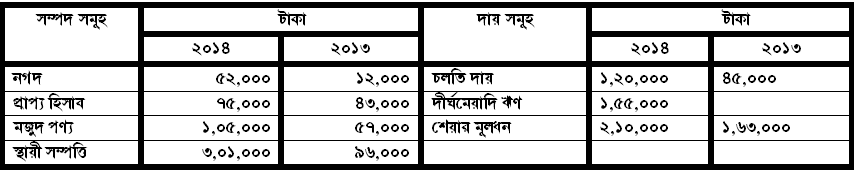 সম্পদ সমূহ টাকা দার সমূহ টাকা
২০১৪ ২০১৩ ২০১৪ ২০১৩
নগদ ৫২,০০০ ১২,০০০ চলতি দায় ১,২০,০০০ ৪৫,০০০
প্রাপ্য হিসাব ৭৫,০০০ ৪৩,০০০ দীর্ঘমেয়াদি ঋণ ১,৫৫,০০০
মজুদ পণ্য ১,০৫,০০০ ৫৭,০০০ শেয়ার মূলধন ২,১০,০০০ ১,৬৩,০০০
স্থায়ী সম্পত্তি ৩,০১,০০০ ৯৬,০০০